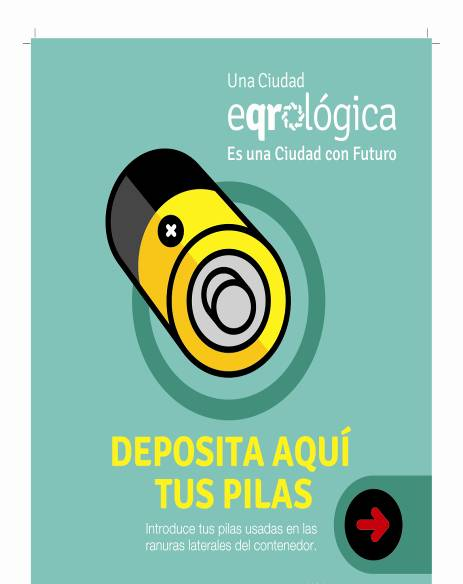 Una Ciudad
eqrológica
Es una Ciudad con Futuro
DEPOSITA AQUÍ
TUS PILAS
Introduce tus pilas usadas en las
ranuras laterales del contenedor.